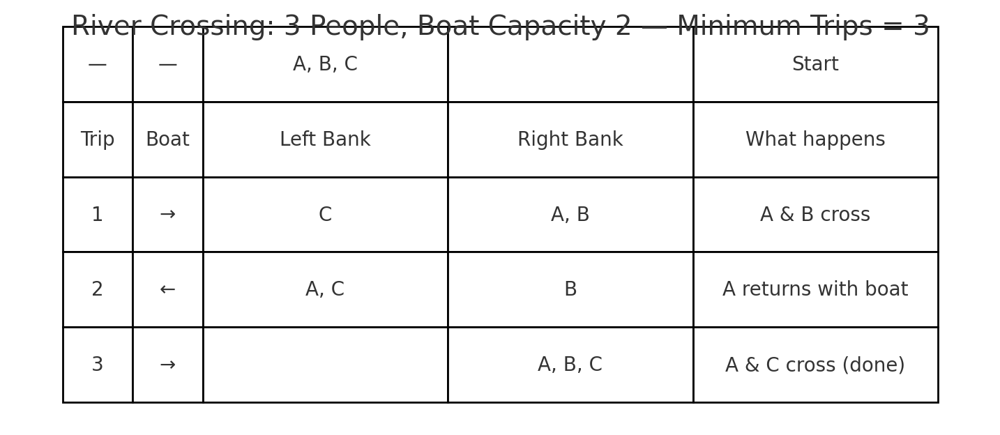 River Crossing: 3 People, Boat Capacity 2 — Minimum Trips = 3
— — A, B, C Start
Trip Boat Left Bank Right Bank What happens
1 → C A, B A & B cross
2 ← A, C B A returns with boat
3 → A, B, C A & C cross (done)